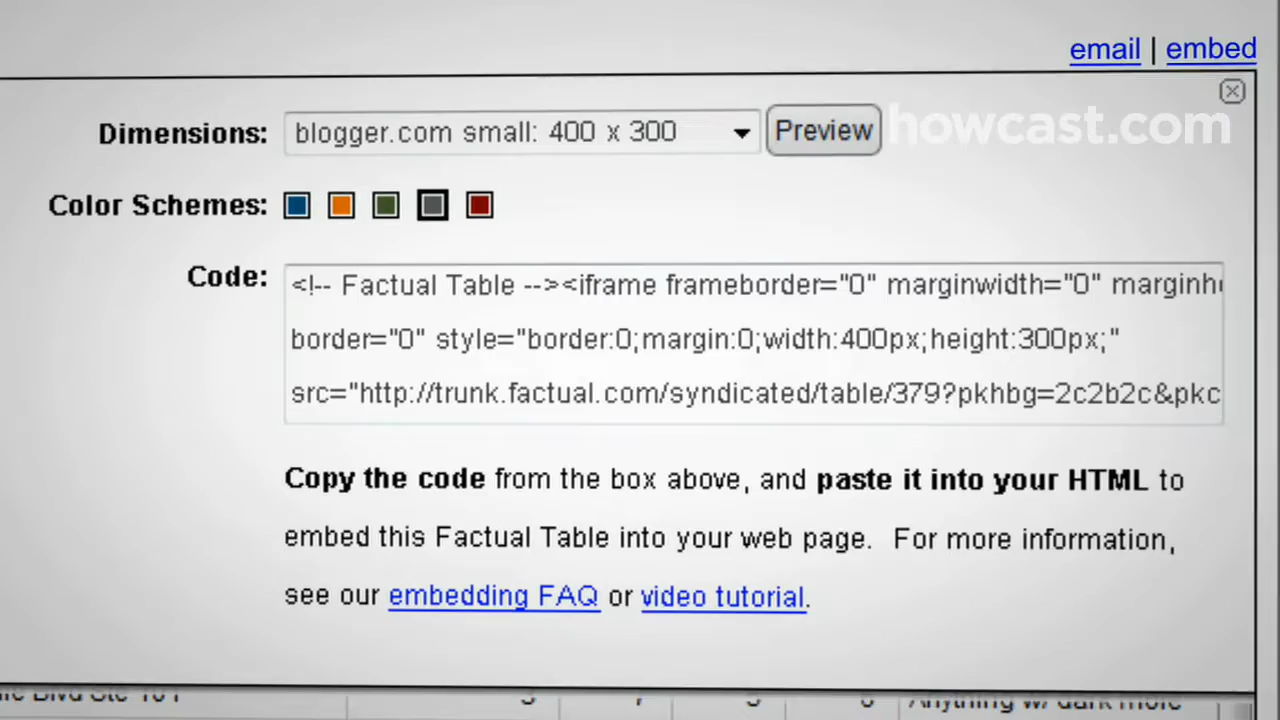 email | embed
howcast.com
Dimensions: blogger.com small: 400 x 300 Preview
Color Schemes:
Code: <!-- Factual Table --><iframe frameborder="0" marginwidth="0"
border="0" style="border:0;margin:0;width:400px;height:300px;"
src="http://trunk.factual.com/syndicated/table/379?pkhbg=2c2b2c&pkc
Copy the code from the box above, and paste it into your HTML to
embed this Factual Table into your web page. For more information,
see our embedding FAQ or video tutorial.
Anything w/ dark